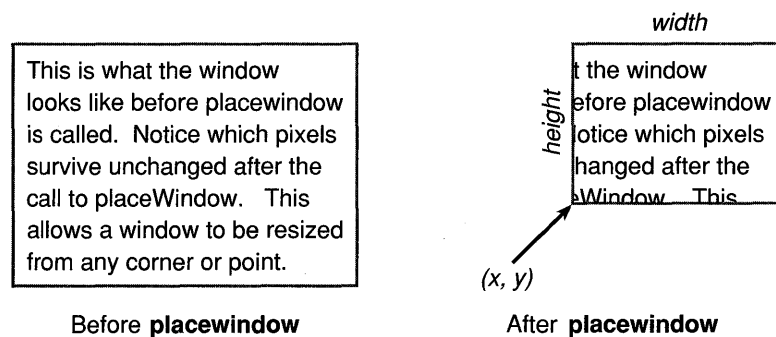 This is what the window
looks like before placewindow
is called. Notice which pixels
survive unchanged after the
call to placeWindow. This
allows a window to be resized
from any corner or point.
Before placewindow
width
height
t the window
efore placewindow
lotice which pixels
hanged after the
eWindow. This
(x, y)
After placewindow